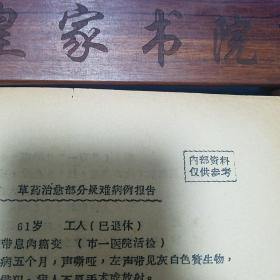 皇家书院
内部资料
仅供参考
草药治愈部分疑难病例报告
61岁 工人（已退休）
带息肉癌变 （市一医院活检）
病五个月，声嘶哑，左声带见灰白色赘生物，